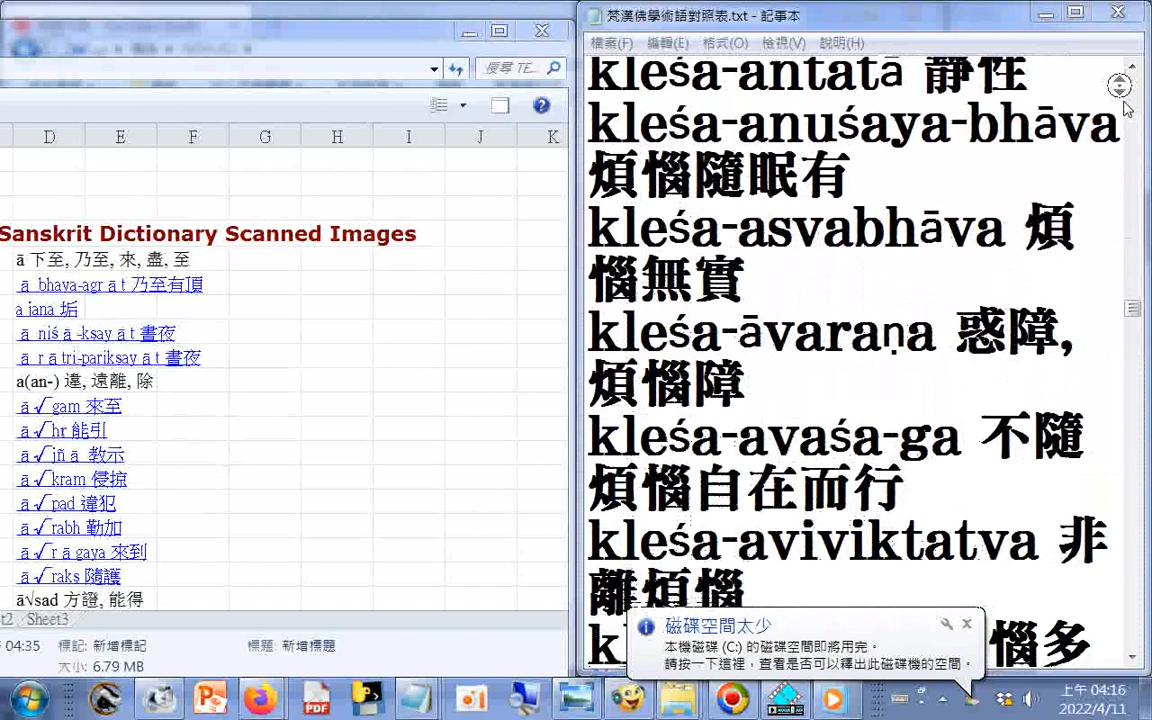 搜尋 TE...
D E F G H I J K
Sanskrit Dictionary Scanned Images
ā 下至, 乃至, 來, 盡, 至
ā bhava-agr ā t 乃至有頂
a jana 垢
ā niś ā -ksay ā t 晝夜
ā r ā tri-pariksay ā t 晝夜
a(an-) 違, 遠離, 除
ā√gam 來至
ā√hr 能引
ā√jñ ā 教示
ā√kram 侵掠
ā√pad 違犯
ā√rabh 勤加
ā√r ā gaya 來到
ā√raks 隨護
ā√sad 方證, 能得
t2 Sheet3
04:35 標記: 新增標記 標題: 新增標題
大小: 6.79 MB
梵漢佛學術語對照表.txt - 記事本
檔案(F) 編輯(E) 格式(O) 檢視(V) 說明(H)
kleśa-antatā 靜性
kleśa-anuśaya-bhāva
煩惱隨眠有
kleśa-asvabhāva 煩
惱無實
kleśa-āvaraṇa 惑障,
煩惱障
kleśa-avaśa-ga 不隨
煩惱自在而行
kleśa-aviviktatva 非
離煩惱
惱多
磁碟空間太少
本機磁碟 (C:) 的磁碟空間即將用完。
請按一下這裡，查看是否可以釋出此磁碟機的空間。
上午 04:16
2022/4/11